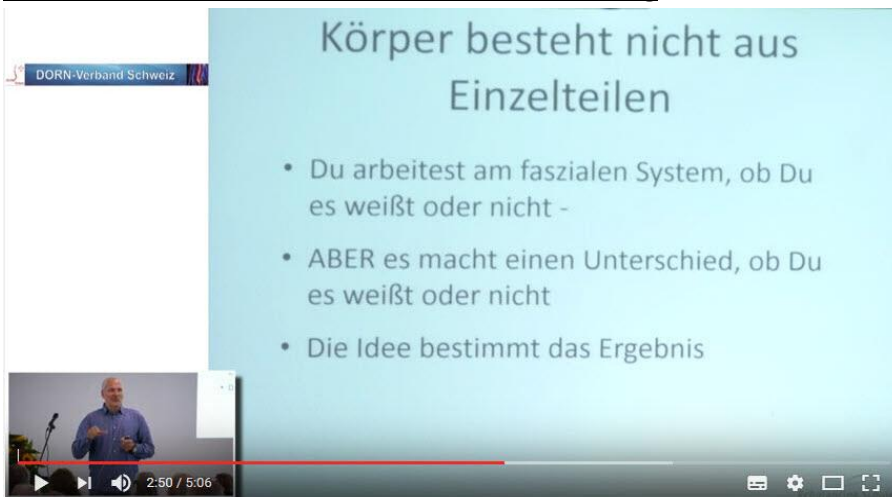 Körper besteht nicht aus
Einzelteilen
DORN-Verband Schweiz
• Du arbeitest am faszialen System, ob Du
es weißt oder nicht -
• ABER es macht einen Unterschied, ob Du
es weißt oder nicht
• Die Idee bestimmt das Ergebnis
2:50 / 5:06